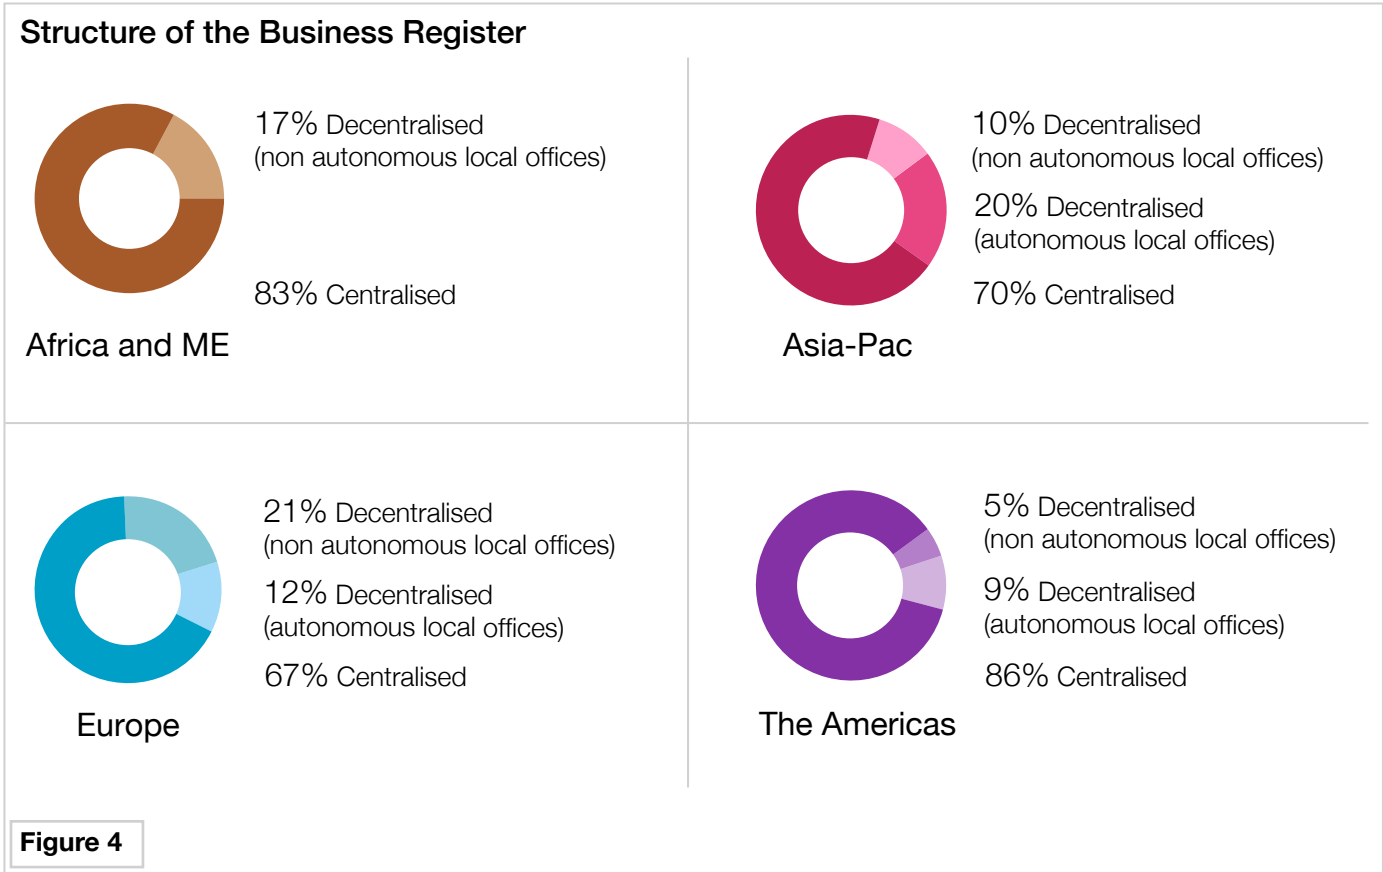 Structure of the Business Register
17% Decentralised
(non autonomous local offices)
83% Centralised
Africa and ME
10% Decentralised
(non autonomous local offices)
20% Decentralised
(autonomous local offices)
70% Centralised
Asia-Pac
21% Decentralised
(non autonomous local offices)
12% Decentralised
(autonomous local offices)
67% Centralised
Europe
5% Decentralised
(non autonomous local offices)
9% Decentralised
(autonomous local offices)
86% Centralised
The Americas
Figure 4